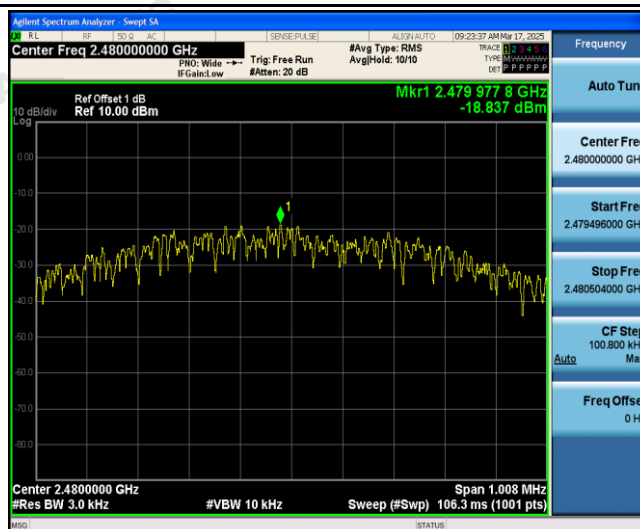 Agilent Spectrum Analyzer - Swept SA
RL RF 50 Ω AC SENSE:PULSE ALIGN AUTO 09:23:37 AM Mar 17, 2025
Center Freq 2.480000000 GHz #Avg Type: RMS TRACE 1 2 3 4 5 6
PNO: Wide Trig: Free Run Avg|Hold: 10/10 TYPE M
IFGain:Low #Atten: 20 dB DET P P P P P P
Mkr1 2.479 977 8 GHz
-18.837 dBm
Ref Offset 1 dB
10 dB/div Ref 10.00 dBm
Log
0.00
-10.0
1
-20.0
-30.0
-40.0
-50.0
-60.0
-70.0
-80.0
Center 2.4800000 GHz Span 1.008 MHz
#Res BW 3.0 kHz #VBW 10 kHz Sweep (#Swp) 106.3 ms (1001 pts)
MSG STATUS
Frequency
Auto Tun
Center Fre
2.480000000 GH
Start Fre
2.479496000 GH
Stop Fre
2.480504000 GH
CF Step
100.800 kH
Auto Ma
Freq Offse
0 H